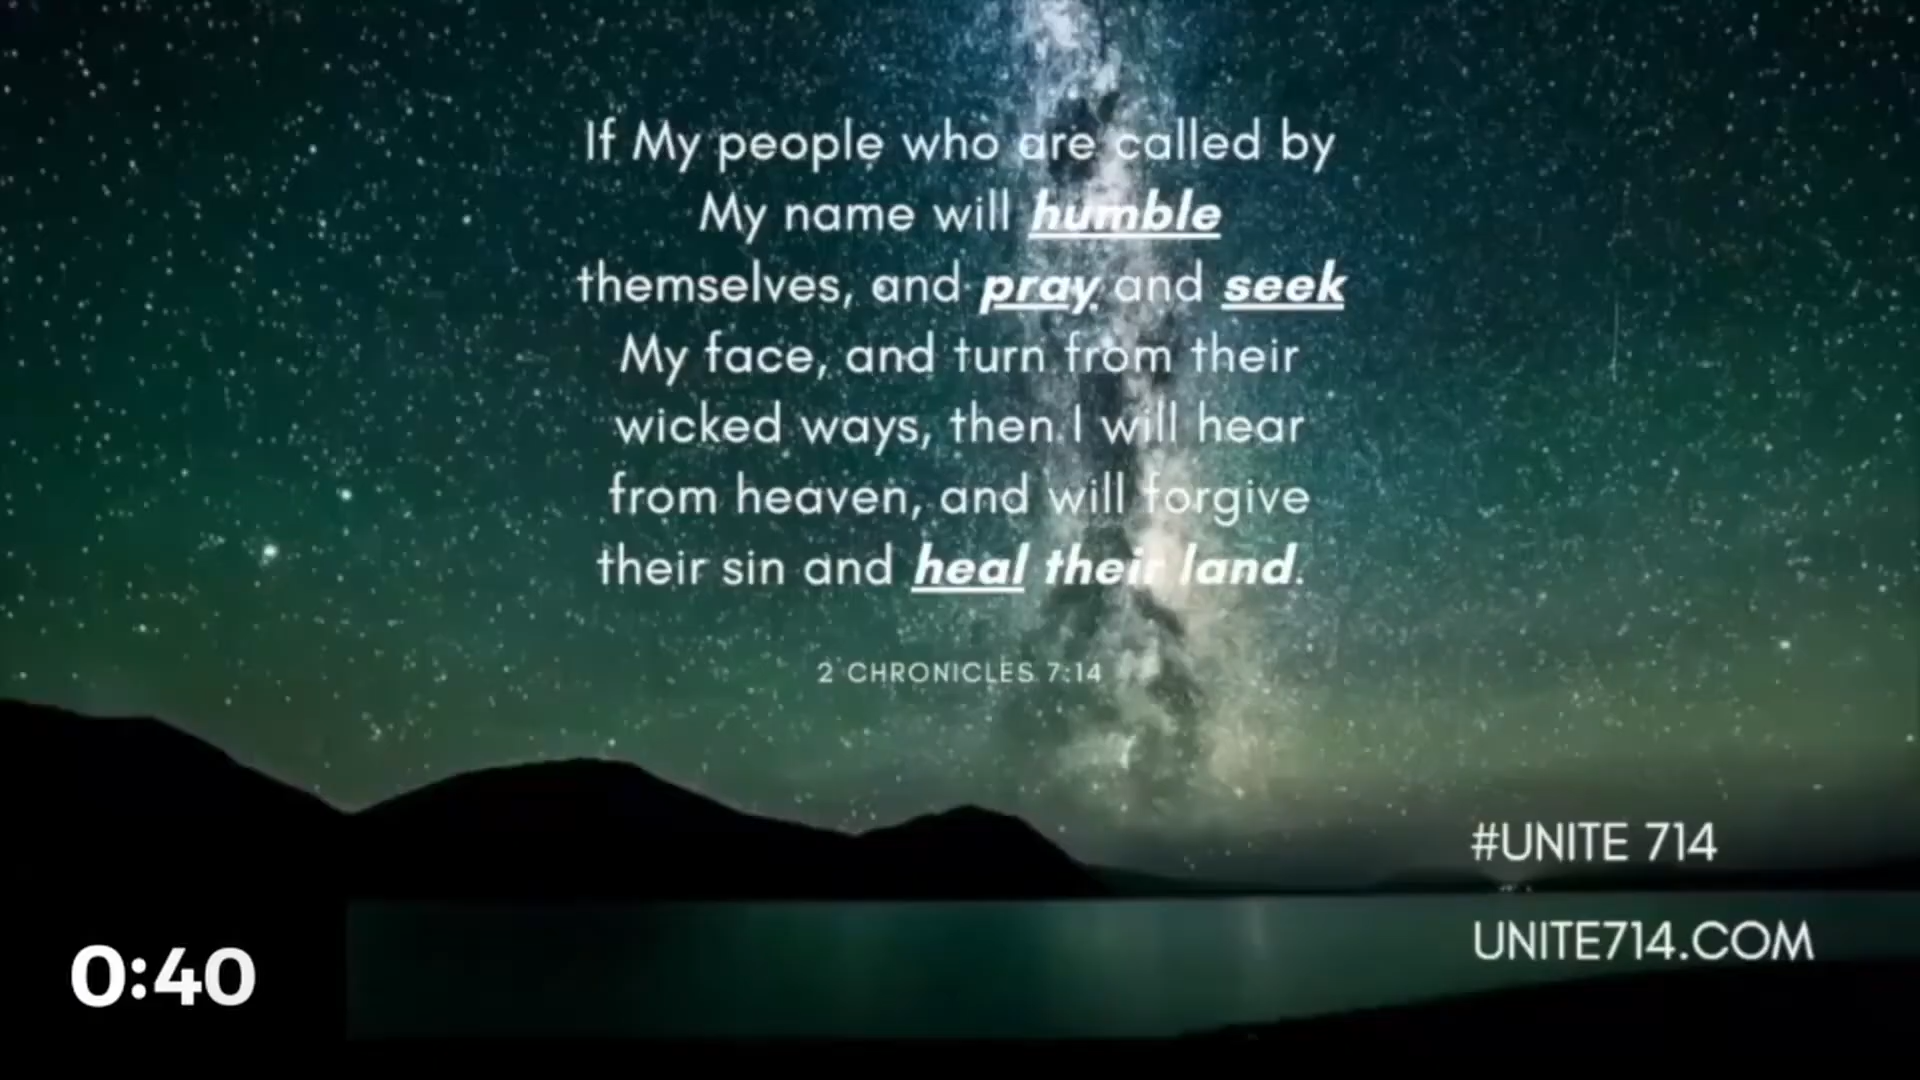 If My people who are called by
My name will humble
themselves, and pray and seek
My face, and turn from their
wicked ways, then I will hear
from heaven, and will forgive
their sin and heal their land.
2 CHRONICLES 7:14
#UNITE 714
UNITE714.COM
0:40